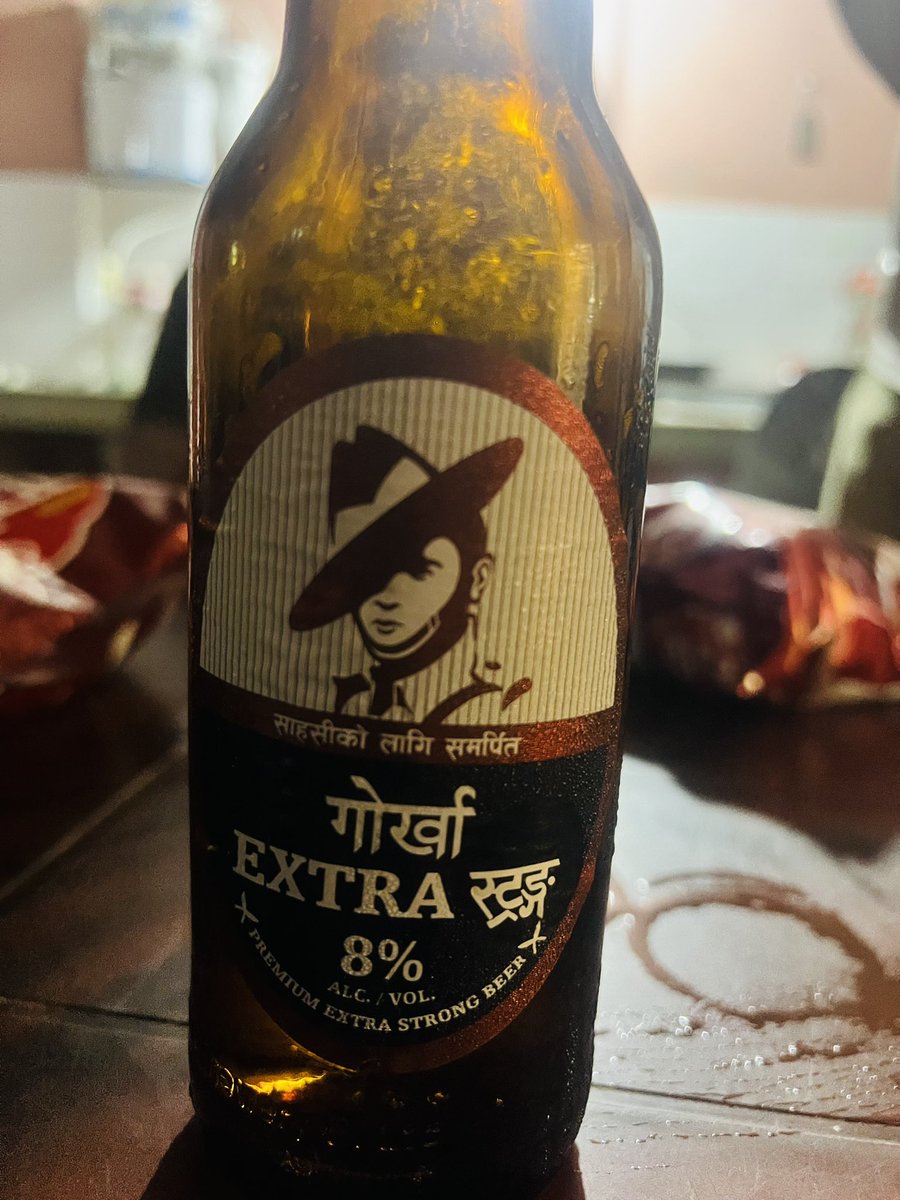 साहसीको लागि समर्पित
गोर्खा
EXTRA स्ट्रङ्ग
8%
ALC. / VOL.
PREMIUM EXTRA STRONG BEER